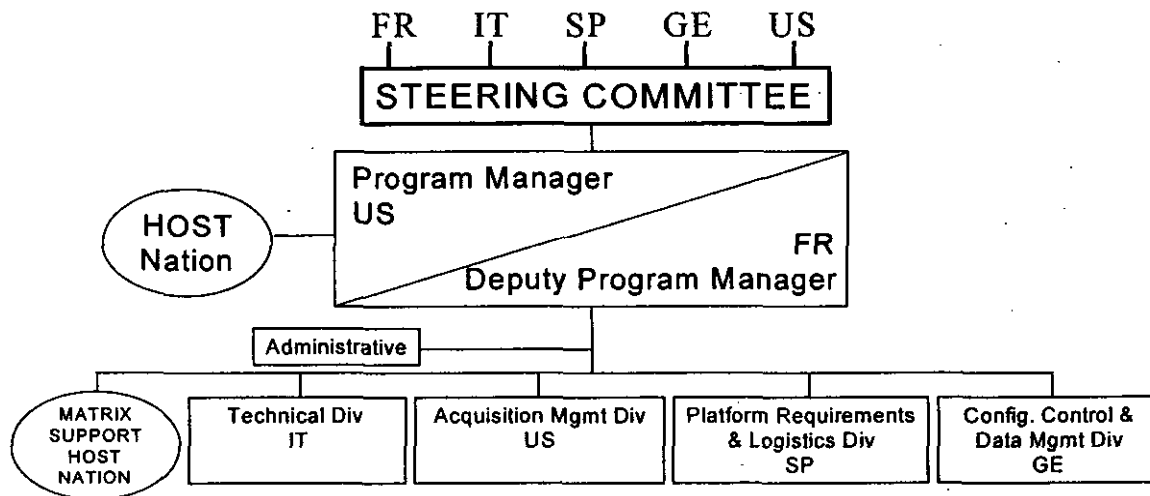 FR IT SP GE US
STEERING COMMITTEE
Program Manager
US
HOST
Nation
FR
Deputy Program Manager
Administrative
MATRIX
SUPPORT
HOST
NATION
Technical Div
IT
Acquisition Mgmt Div
US
Platform Requirements
& Logistics Div
SP
Config. Control &
Data Mgmt Div
GE